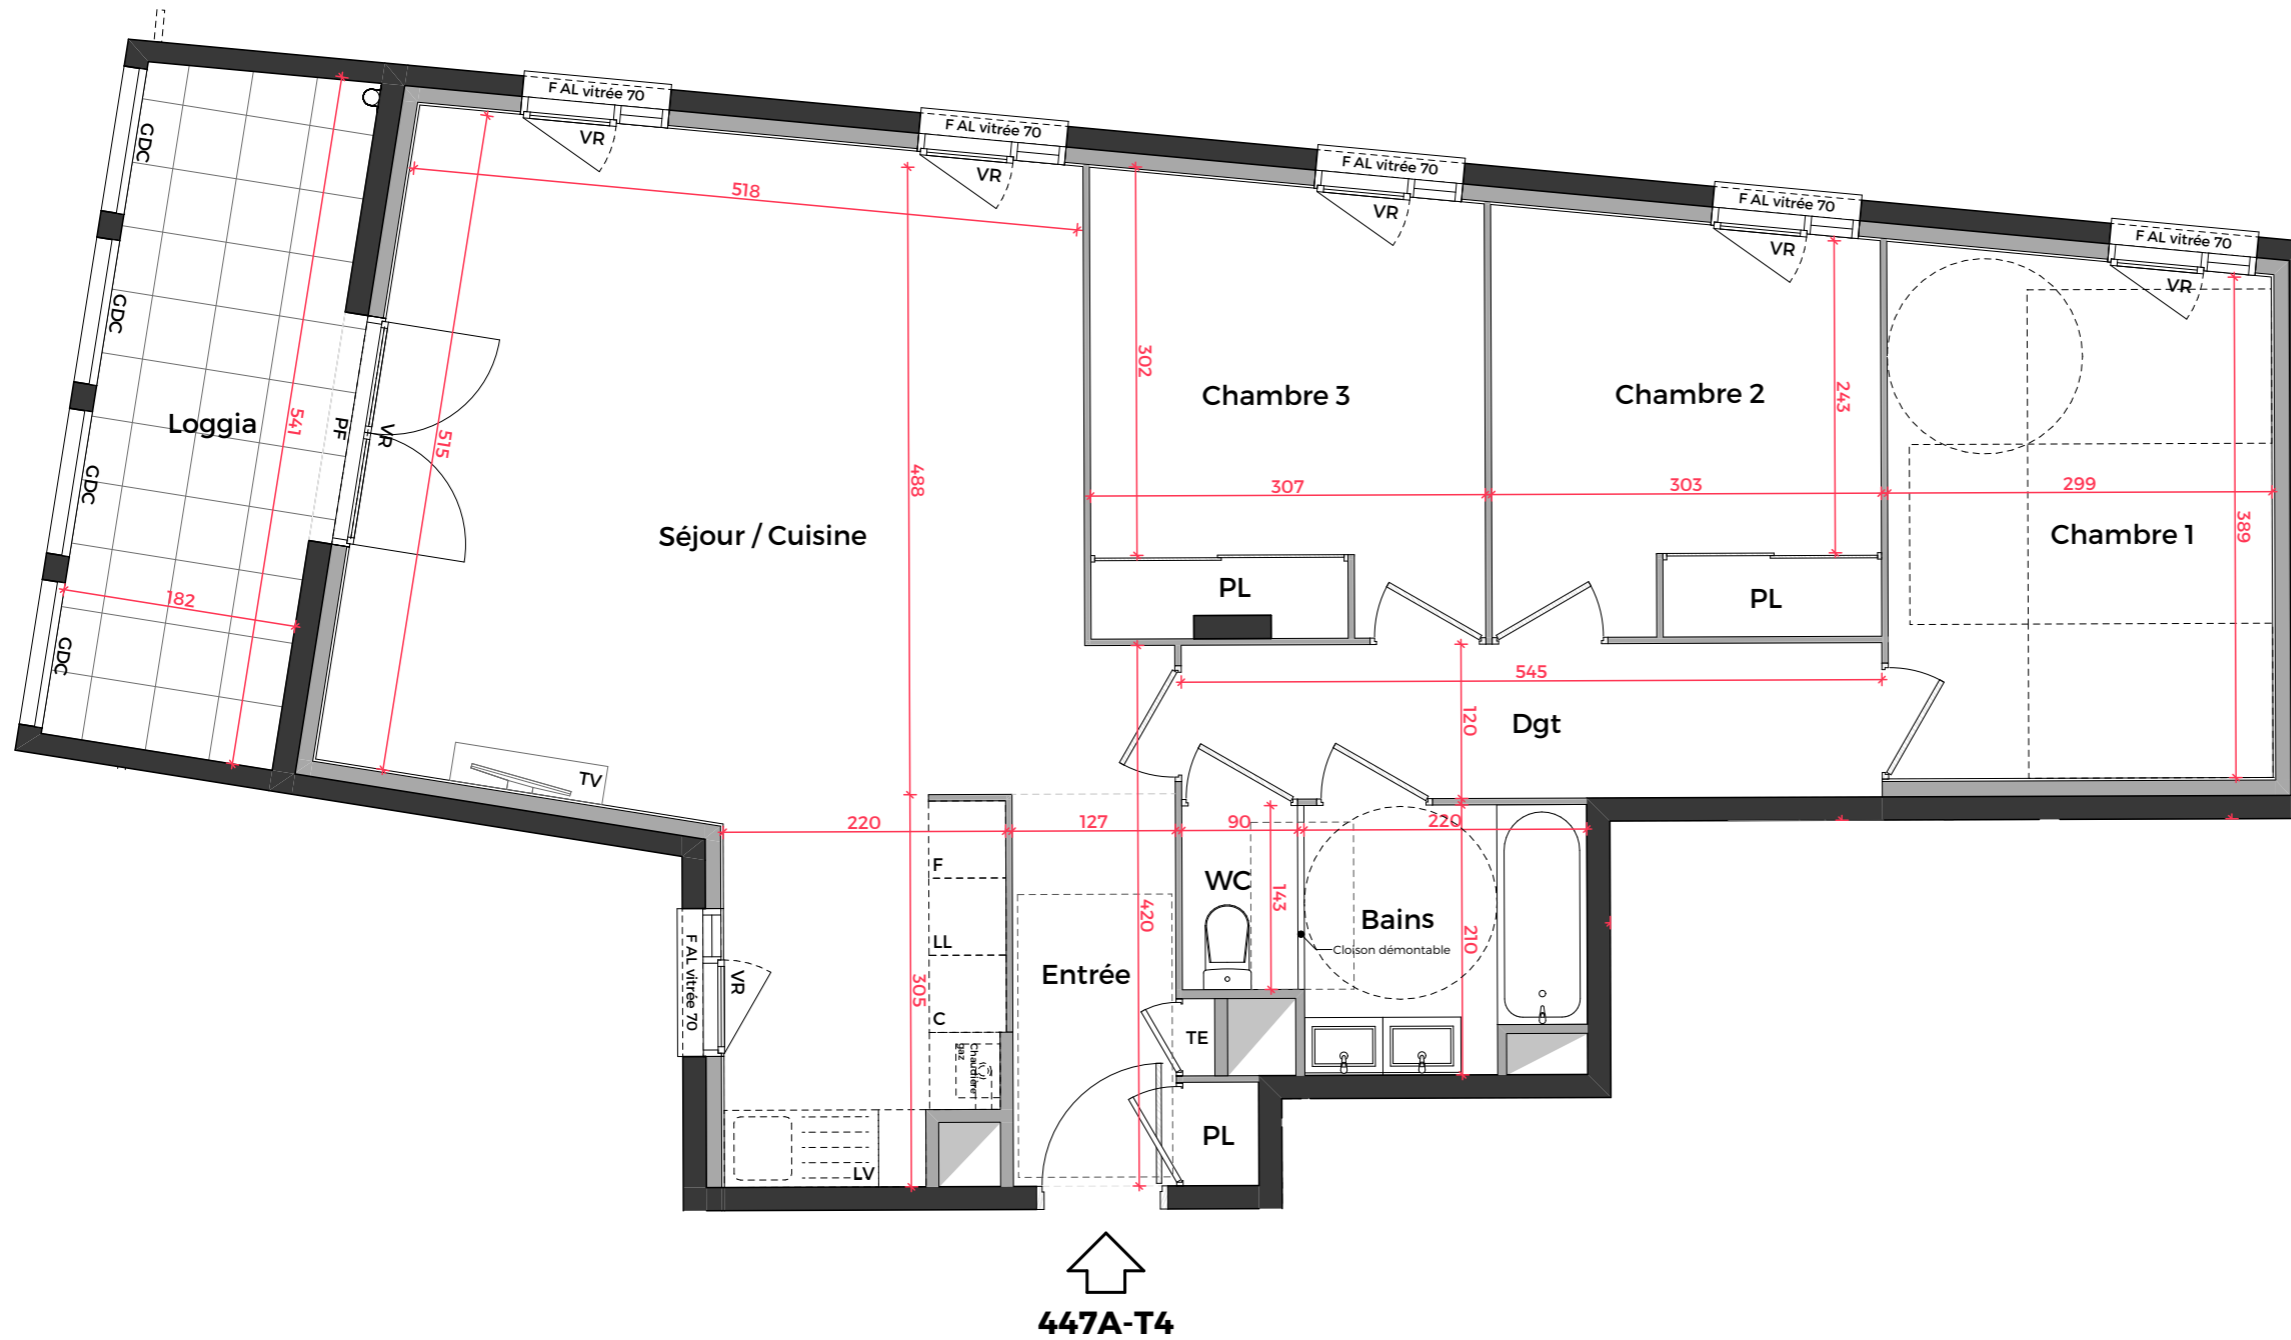 F AL vitrée 70
VR
F AL vitrée 70
VR
F AL vitrée 70
VR
F AL vitrée 70
VR
F AL vitrée 70
VR
GDC
GDC
GDC
GDC
Loggia
541
182
PF
VR
515
518
488
Séjour / Cuisine
TV
302
Chambre 3
307
PL
Chambre 2
243
303
PL
299
Chambre 1
389
545
Dgt
120
220
127
90
220
F
LL
C
305
Chaudière
gaz
LV
F AL vitrée 70
VR
Entrée
420
WC
143
Bains
Cloison démontable
210
TE
PL
447A-T4